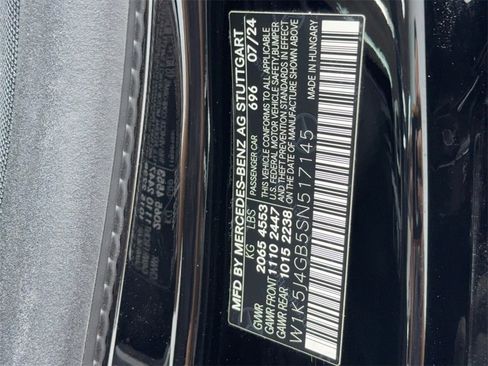 MFD BY MERCEDES-BENZ AG STUTTGART
696 07/24
KG LBS PASSENGER CAR
GVWR 2065 4553 THIS VEHICLE CONFORMS TO ALL APPLICABLE
GAWR FRONT 1110 2447 U.S. FEDERAL MOTOR VEHICLE SAFETY, BUMPER
GAWR REAR 1015 2238 AND THEFT PREVENTION STANDARDS IN EFFECT
ON THE DATE OF MANUFACTURE SHOWN ABOVE
MADE IN HUNGARY
W1K5J4GB5SN517145